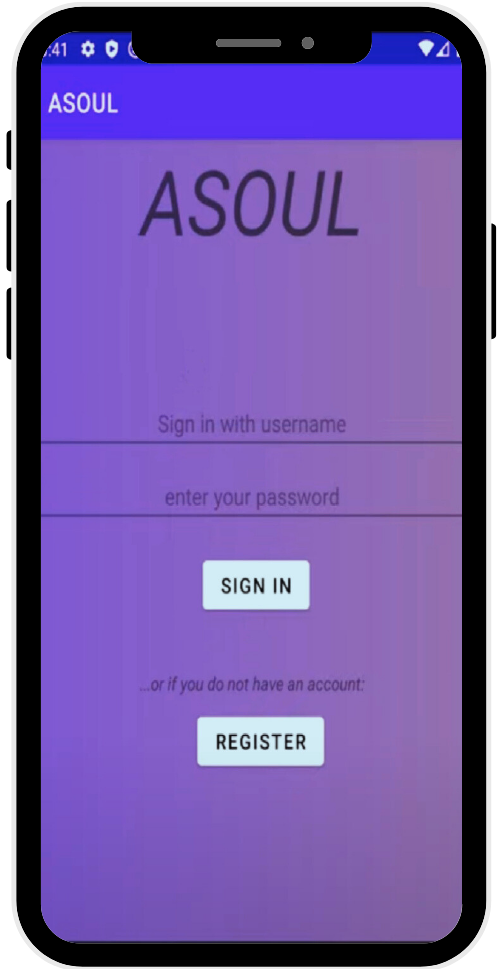 :41
ASOUL
ASOUL
Sign in with username
enter your password
SIGN IN
...or if you do not have an account:
REGISTER